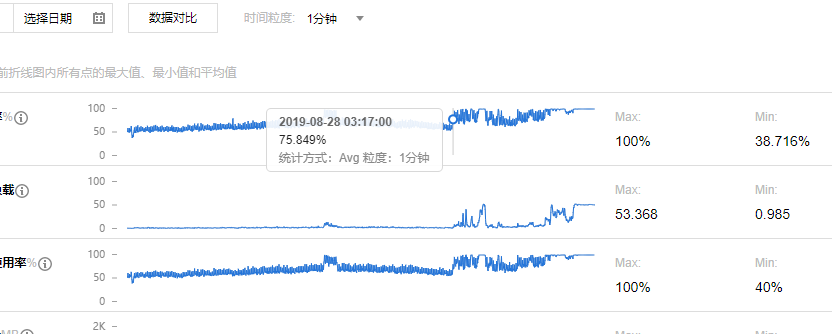 选择日期 数据对比 时间粒度: 1分钟
前折线图内所有点的最大值、最小值和平均值
率% 100 50 0
2019-08-28 03:17:00
75.849%
统计方式：Avg 粒度：1分钟
Max: Min:
100% 38.716%
负载 100 50 0
Max: Min:
53.368 0.985
使用率% 100 50 0
Max: Min:
100% 40%
MB 2K